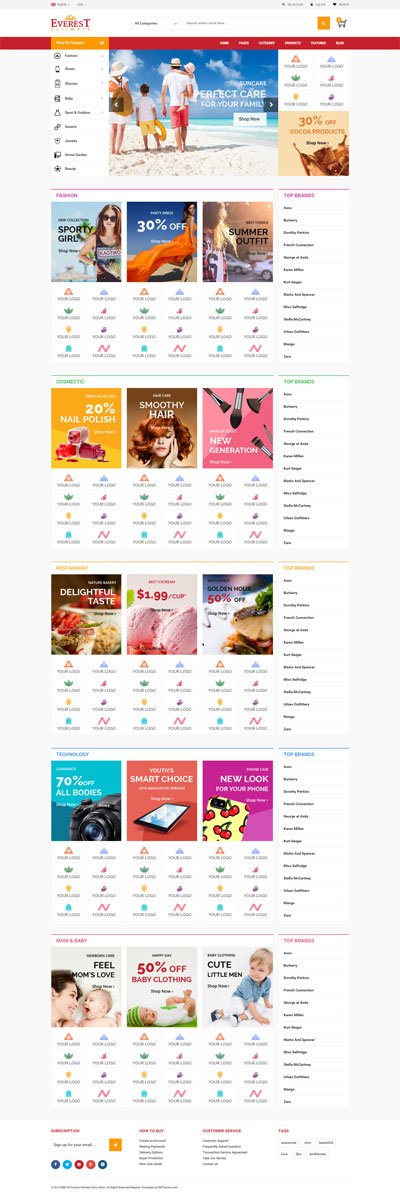 English
USD
My Account
Log Out
Wishlist
EVEREST
ULTIMATE
All Categories
Search entire store here...
Shop By Category
HOME
PAGES
CATEGORY
PRODUCTS
FEATURES
BLOG
Fashion
Shoes
Glasses
Baby
Sport & Outdoor
Swatch
Jewelry
Home Garden
Beauty
SUNCARE
PERFECT CARE
FOR YOUR FAMILY
Shop Now
YOUR LOGO YOUR LOGO
YOUR LOGO YOUR LOGO
YOUR LOGO YOUR LOGO
30% OFF
COCOA PRODUCTS
FASHION
NEW COLLECTION
SPORTY
GIRL
Shop Now ›
PARTY DRESS
30% OFF
Shop Now ›
BEST CHOICE
SUMMER
OUTFIT
Shop Now ›
YOUR LOGO YOUR LOGO YOUR LOGO YOUR LOGO YOUR LOGO YOUR LOGO
YOUR LOGO YOUR LOGO YOUR LOGO YOUR LOGO YOUR LOGO YOUR LOGO
YOUR LOGO YOUR LOGO YOUR LOGO YOUR LOGO YOUR LOGO YOUR LOGO
YOUR LOGO YOUR LOGO YOUR LOGO YOUR LOGO YOUR LOGO YOUR LOGO
TOP BRANDS
Asos
Burberry
Dorothy Perkins
French Connection
George at Asda
Karen Millen
Kurt Geiger
Marks And Spencer
Miss Selfridge
Stella McCartney
Urban Outfitters
Mango
Zara
COSMECTIC
NEW COLLECTION
20%
NAIL POLISH
Shop Now ›
HAIR CARE
SMOOTHY
HAIR
Shop Now ›
MAKEUP TOOLS
NEW
GENERATION
Shop Now ›
YOUR LOGO YOUR LOGO YOUR LOGO YOUR LOGO YOUR LOGO YOUR LOGO
YOUR LOGO YOUR LOGO YOUR LOGO YOUR LOGO YOUR LOGO YOUR LOGO
YOUR LOGO YOUR LOGO YOUR LOGO YOUR LOGO YOUR LOGO YOUR LOGO
YOUR LOGO YOUR LOGO YOUR LOGO YOUR LOGO YOUR LOGO YOUR LOGO
TOP BRANDS
Asos
Burberry
Dorothy Perkins
French Connection
George at Asda
Karen Millen
Kurt Geiger
Marks And Spencer
Miss Selfridge
Stella McCartney
Urban Outfitters
Mango
Zara
RESTAURANT
NATURE BAKERY
DELIGHTFUL
TASTE
Shop Now ›
BEST ICECREAM
$1.99/CUP
BEST CHOICE
GOLDEN HOUR
50% OFF
YOUR LOGO YOUR LOGO YOUR LOGO YOUR LOGO YOUR LOGO YOUR LOGO
YOUR LOGO YOUR LOGO YOUR LOGO YOUR LOGO YOUR LOGO YOUR LOGO
YOUR LOGO YOUR LOGO YOUR LOGO YOUR LOGO YOUR LOGO YOUR LOGO
YOUR LOGO YOUR LOGO YOUR LOGO YOUR LOGO YOUR LOGO YOUR LOGO
TOP BRANDS
Asos
Burberry
Dorothy Perkins
French Connection
George at Asda
Karen Millen
Kurt Geiger
Marks And Spencer
Miss Selfridge
Stella McCartney
Urban Outfitters
Mango
Zara
TECHNOLOGY
CLEARANCE
70%OFF
ALL BODIES
Shop Now ›
YOUTH'S
SMART CHOICE
2015 INNOVATIVE VERSION
PHONE CASE
NEW LOOK
FOR YOUR PHONE
Shop Now ›
YOUR LOGO YOUR LOGO YOUR LOGO YOUR LOGO YOUR LOGO YOUR LOGO
YOUR LOGO YOUR LOGO YOUR LOGO YOUR LOGO YOUR LOGO YOUR LOGO
YOUR LOGO YOUR LOGO YOUR LOGO YOUR LOGO YOUR LOGO YOUR LOGO
YOUR LOGO YOUR LOGO YOUR LOGO YOUR LOGO YOUR LOGO YOUR LOGO
TOP BRANDS
Asos
Burberry
Dorothy Perkins
French Connection
George at Asda
Karen Millen
Kurt Geiger
Marks And Spencer
Miss Selfridge
Stella McCartney
Urban Outfitters
Mango
Zara
MOM & BABY
NEWBORN CARE
FEEL
MOM'S LOVE
Shop Now ›
HAPPY DAY
50% OFF
BABY CLOTHING
Shop Now ›
BABY CLOTHING
CUTE
LITTLE MEN
Shop Now ›
YOUR LOGO YOUR LOGO YOUR LOGO YOUR LOGO YOUR LOGO YOUR LOGO
YOUR LOGO YOUR LOGO YOUR LOGO YOUR LOGO YOUR LOGO YOUR LOGO
YOUR LOGO YOUR LOGO YOUR LOGO YOUR LOGO YOUR LOGO YOUR LOGO
YOUR LOGO YOUR LOGO YOUR LOGO YOUR LOGO YOUR LOGO YOUR LOGO
TOP BRANDS
Asos
Burberry
Dorothy Perkins
French Connection
George at Asda
Karen Millen
Kurt Geiger
Marks And Spencer
Miss Selfridge
Stella McCartney
Urban Outfitters
Mango
Zara
SUBSCRIPTION
Sign up for your email ...
HOW TO BUY
Create an Account
Making Payments
Delivery Options
Buyer Protection
New User Guide
CUSTOMER SERVICE
Customer Support
Frequently Asked Question
Transaction Service Agreement
Take Our Survey
Contact us
TAGS
awesome nice beautiful
love like emthemes